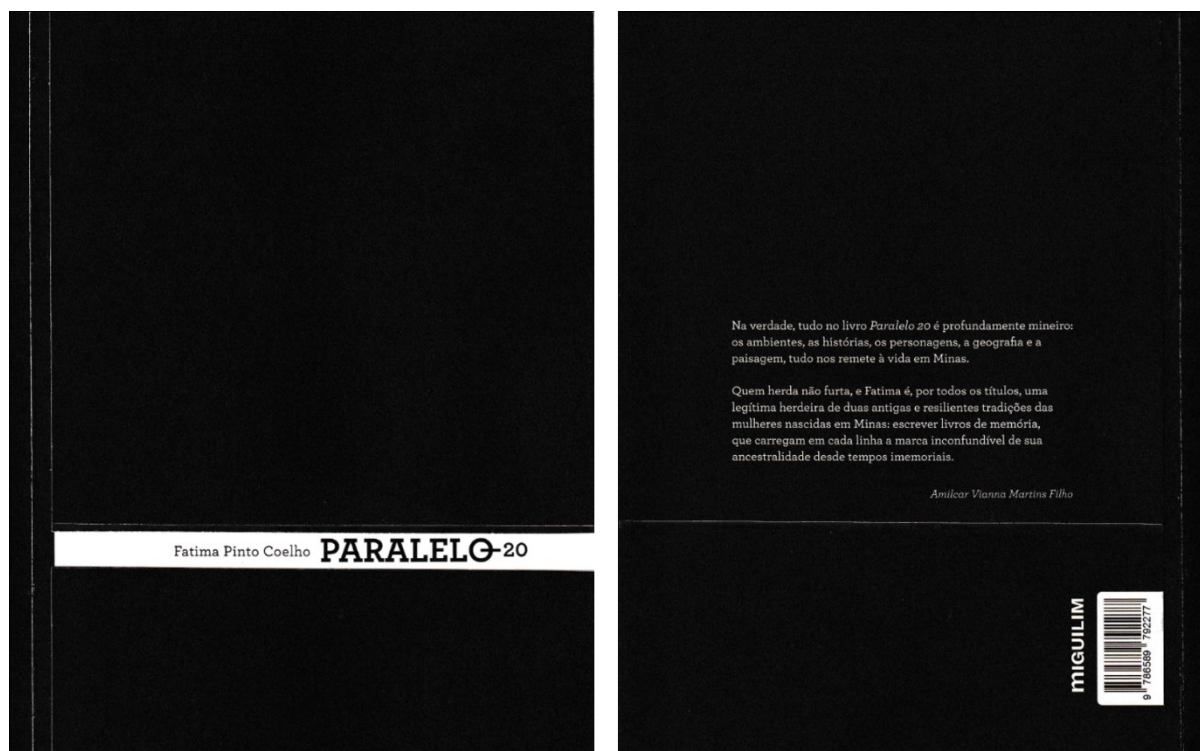 Fatima Pinto Coelho PARALELO-20
Na verdade, tudo no livro Paralelo 20 é profundamente mineiro:
os ambientes, as histórias, os personagens, a geografia e a
paisagem, tudo nos remete à vida em Minas.
Quem herda não furta, e Fatima é, por todos os títulos, uma
legítima herdeira de duas antigas e resilientes tradições das
mulheres nascidas em Minas: escrever livros de memória,
que carregam em cada linha a marca inconfundível de sua
ancestralidade desde tempos imemoriais.
Amilcar Vianna Martins Filho
mIGUILIM
9 786589 792277